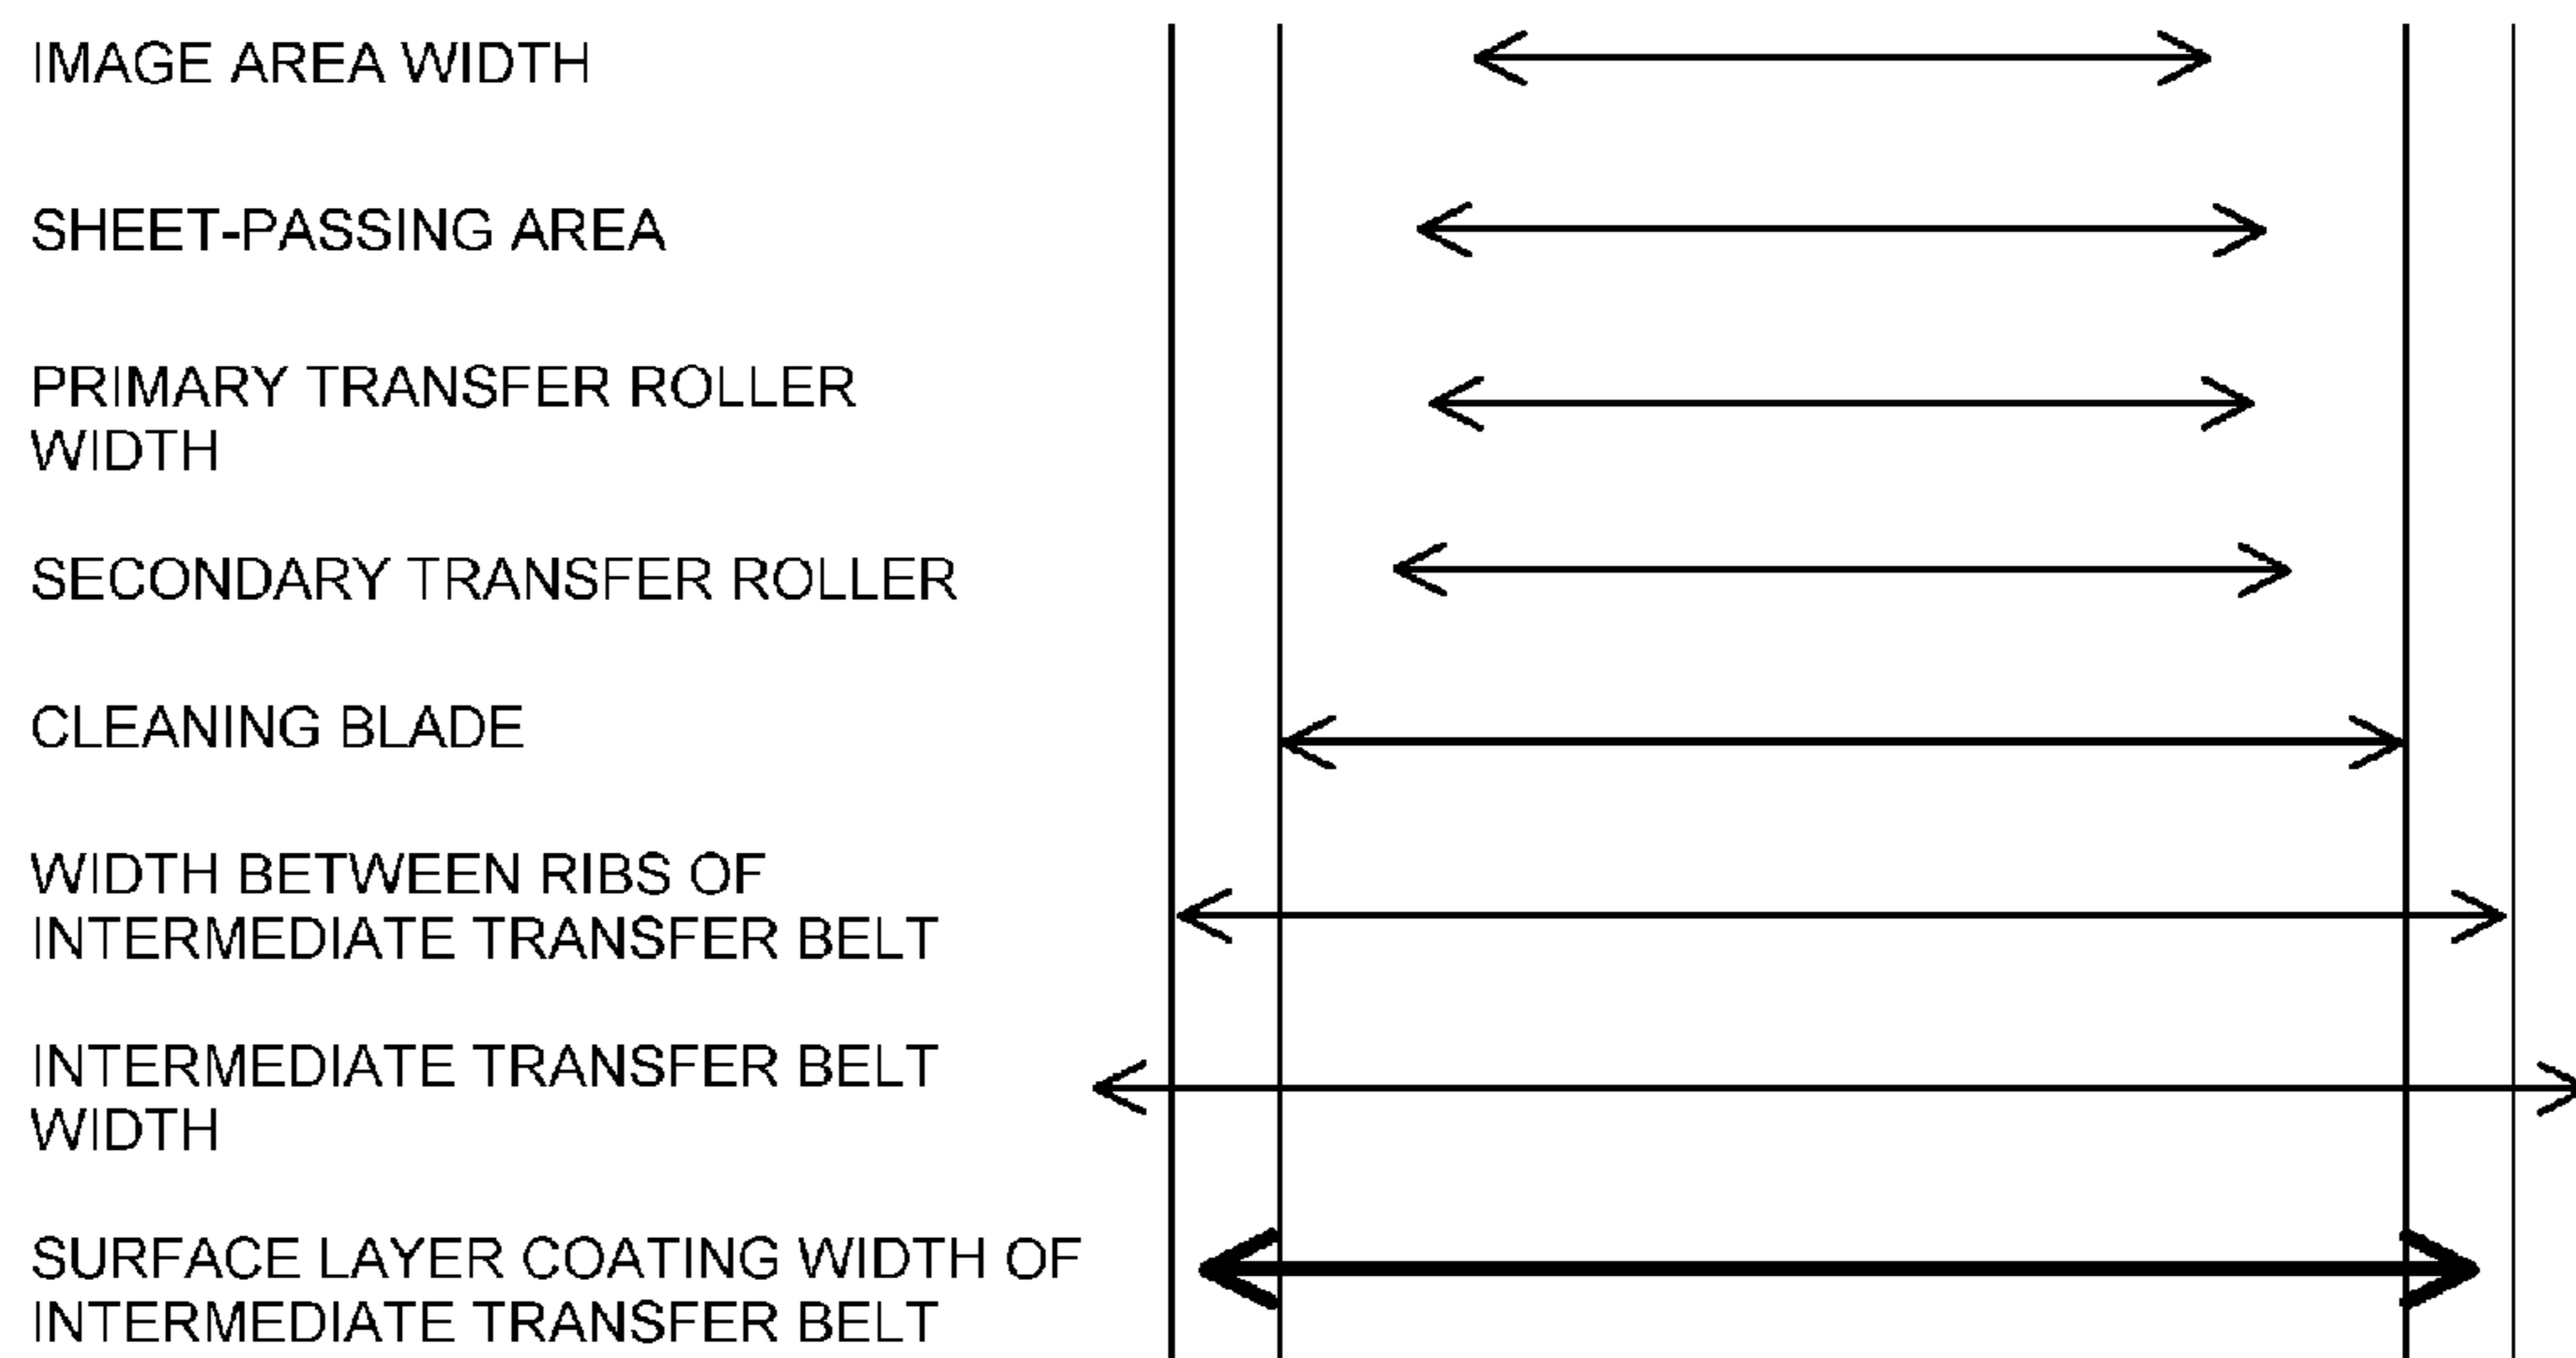 IMAGE AREA WIDTH
SHEET-PASSING AREA
PRIMARY TRANSFER ROLLER
WIDTH
SECONDARY TRANSFER ROLLER
CLEANING BLADE
WIDTH BETWEEN RIBS OF
INTERMEDIATE TRANSFER BELT
INTERMEDIATE TRANSFER BELT
WIDTH
SURFACE LAYER COATING WIDTH OF
INTERMEDIATE TRANSFER BELT